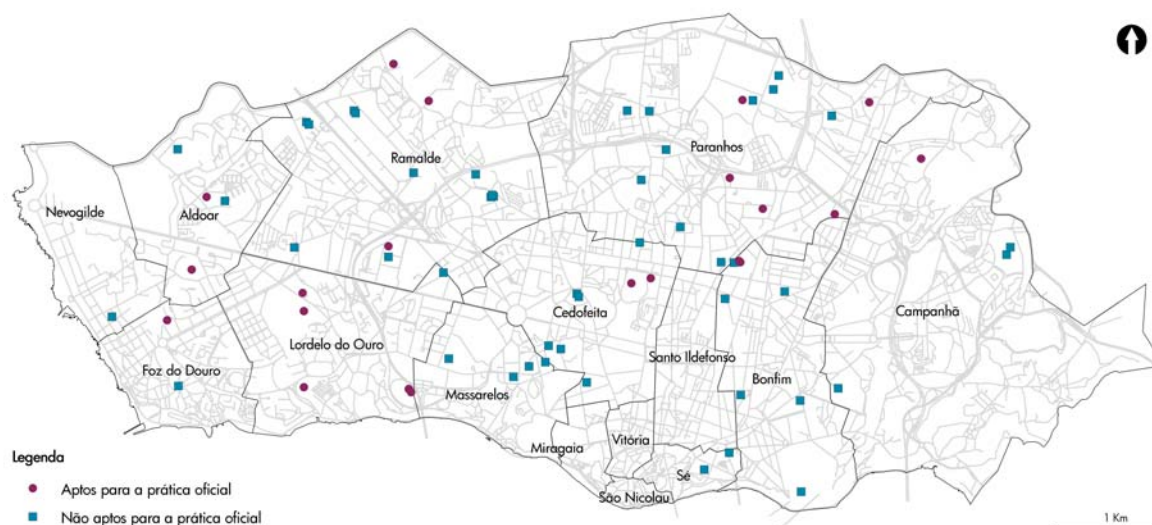 Paranhos
Ramalde
Nevogilde
Aldoar
Campanhã
Cedofeita
Lordelo do Ouro
Santo Ildefonso
Foz do Douro
Bonfim
Massarelos
Vitória
Miragaia
Sé
São Nicolau
Legenda
Aptos para a prática oficial
Não aptos para a prática oficial
1 Km